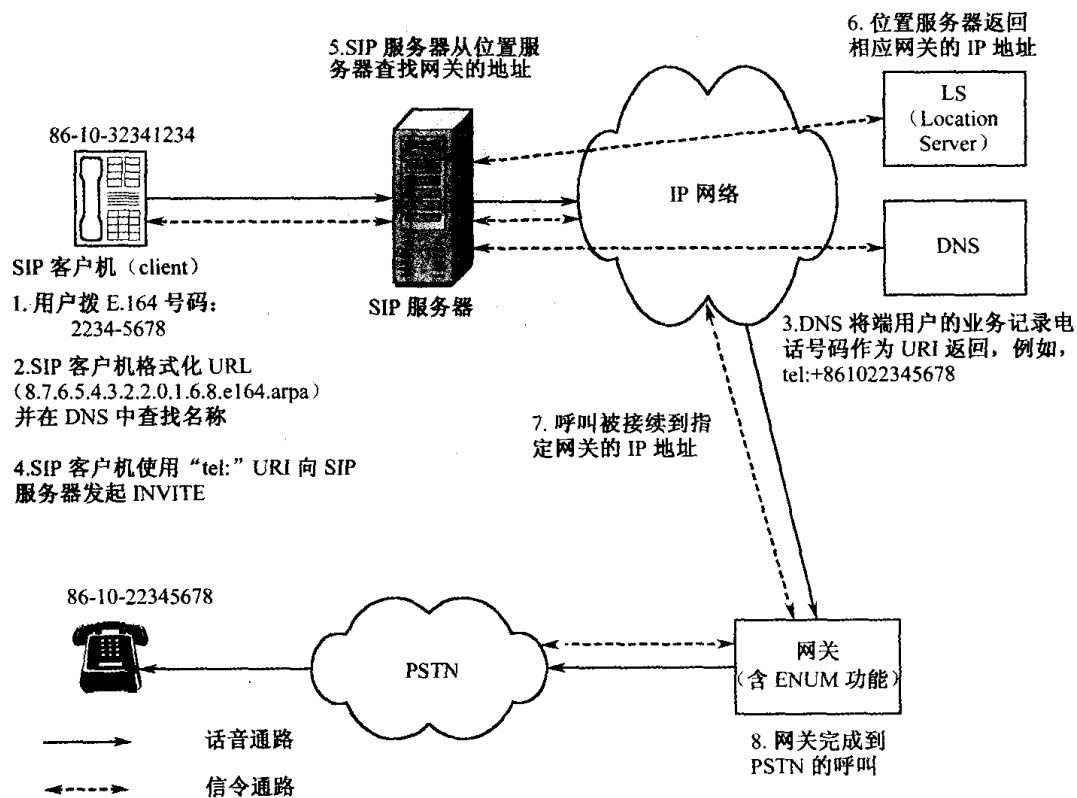 5.SIP 服务器从位置服
务器查找网关的地址
6. 位置服务器返回
相应网关的 IP 地址
LS
（Location
Server）
86-10-32341234
IP 网络
DNS
SIP 客户机（client）
SIP 服务器
1. 用户拨 E.164 号码：
2234-5678
3.DNS 将端用户的业务记录电
话号码作为 URI 返回，例如，
tel:+861022345678
2.SIP 客户机格式化 URL
（8.7.6.5.4.3.2.2.0.1.6.8.e164.arpa）
并在 DNS 中查找名称
7. 呼叫被接续到指
定网关的 IP 地址
4.SIP 客户机使用“tel:” URI 向 SIP
服务器发起 INVITE
86-10-22345678
PSTN
网关
（含 ENUM 功能）
话音通路
8. 网关完成到
PSTN 的呼叫
信令通路